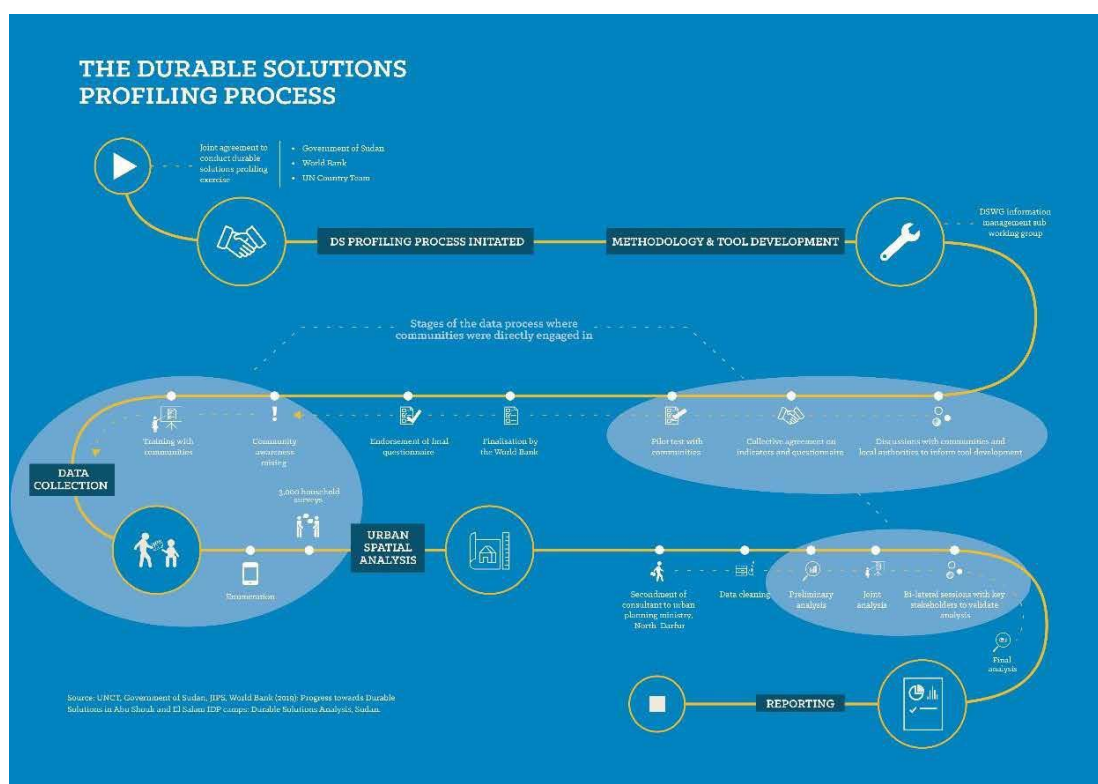 THE DURABLE SOLUTIONS
PROFILING PROCESS
Joint agreement to
conduct durable
solutions profiling
exercise
• Government of Sudan
• World Bank
• UN Country Team
DS PROFILING PROCESS INITATED
METHODOLOGY & TOOL DEVELOPMENT
DSWG information
management sub
working group
Stages of the data process where
communities were directly engaged in
Training with
communities
Community
awareness
raising
Endorsement of final
questionnaire
Finalisation by
the World Bank
Pilot test with
communities
Collective agreement on
indicators and questionnaire
Discussions with communities and
local authorities to inform tool development
DATA
COLLECTION
3,000 household
surveys
Enumeration
URBAN
SPATIAL
ANALYSIS
Secondment of
consultant to urban
planning ministry,
North Darfur
Data cleaning
Preliminary
analysis
Joint
analysis
Bi-lateral sessions with key
stakeholders to validate
analysis
Final
analysis
REPORTING
Source: UNCT, Government of Sudan, JIPS, World Bank (2019): Progress towards Durable
Solutions in Abu Shouk and El Salam IDP camps: Durable Solutions Analysis, Sudan.